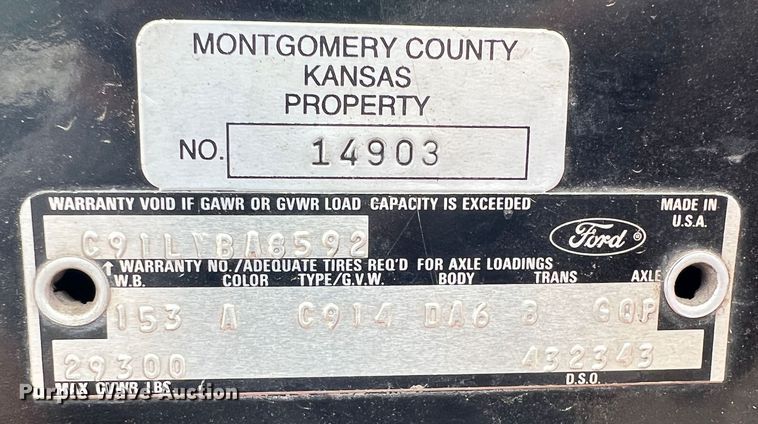 MONTGOMERY COUNTY
KANSAS
PROPERTY
NO. 14903
WARRANTY VOID IF GAWR OR GVWR LOAD CAPACITY IS EXCEEDED
MADE IN
U.S.A.
C91L BA8592
Ford
↑ WARRANTY NO./ADEQUATE TIRES REQ'D FOR AXLE LOADINGS
W.B. COLOR TYPE/G.V.W. BODY TRANS AXLE
153 A C914 DA6 B GQP
29300 432343
MAX GVWR LBS. D.S.O.
Purple Wave Auction